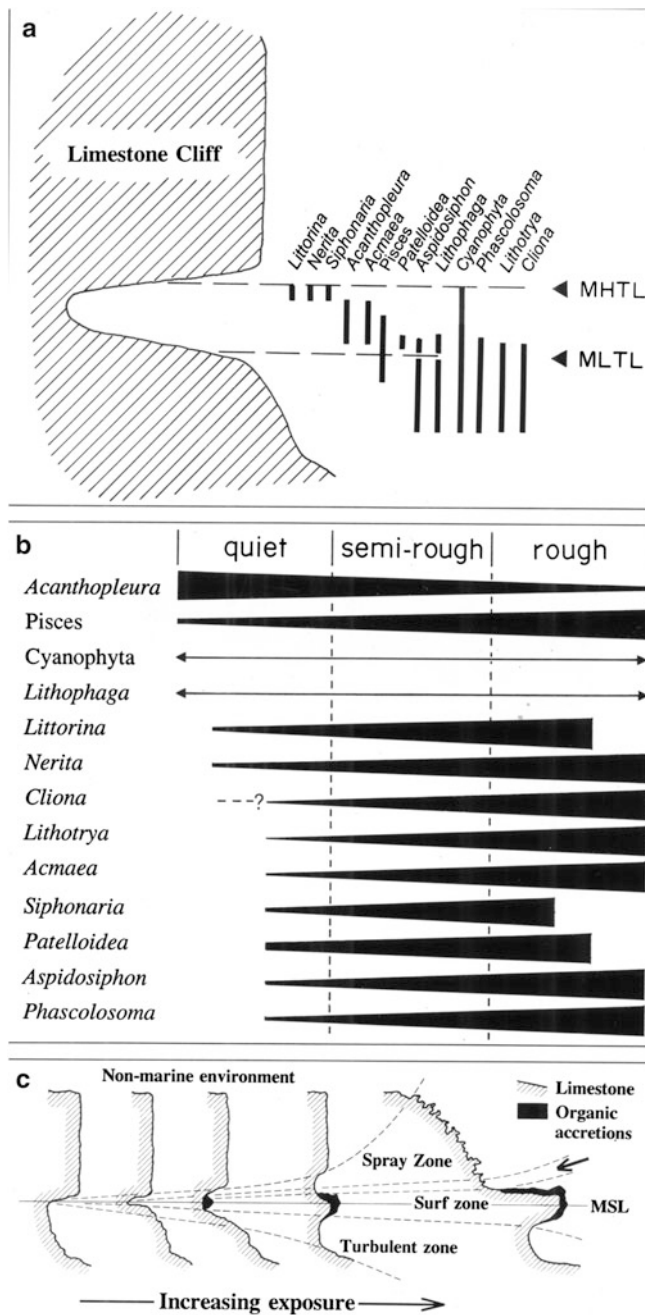 a
Limestone Cliff
Littorina
Nerita
Siphonaria
Acanthopleura
Acmaea
Pisces
Patelloidea
Aspidosiphon
Lithophaga
Cyanophyta
Phascolosoma
Lithotrya
Cliona
MHTL
MLTL
b
quiet semi-rough rough
Acanthopleura
Pisces
Cyanophyta
Lithophaga
Littorina
Nerita
Cliona ---?
Lithotrya
Acmaea
Siphonaria
Patelloidea
Aspidosiphon
Phascolosoma
c
Non-marine environment
Limestone
Organic
accretions
Spray Zone
Surf zone
MSL
Turbulent zone
Increasing exposure